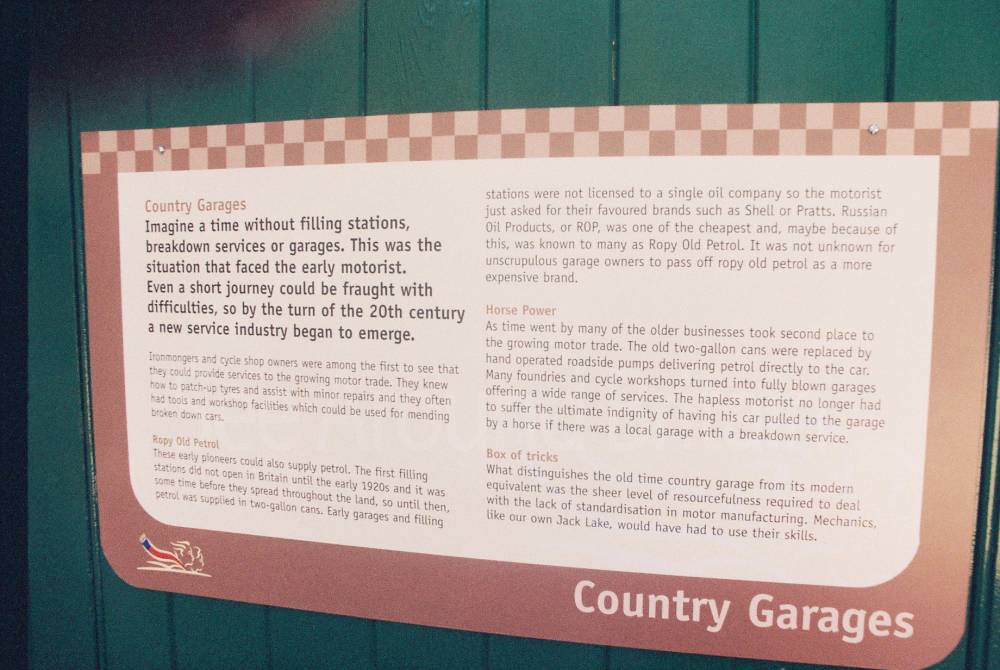 Country Garages
Imagine a time without filling stations,
breakdown services or garages. This was the
situation that faced the early motorist.
Even a short journey could be fraught with
difficulties, so by the turn of the 20th century
a new service industry began to emerge.
Ironmongers and cycle shop owners were among the first to see that
they could provide services to the growing motor trade. They knew
how to patch-up tyres and assist with minor repairs and they often
had tools and workshop facilities which could be used for mending
broken down cars.
Ropy Old Petrol
These early pioneers could also supply petrol. The first filling
stations did not open in Britain until the early 1920s and it was
some time before they spread throughout the land, so until then,
petrol was supplied in two-gallon cans. Early garages and filling
stations were not licensed to a single oil company so the motorist
just asked for their favoured brands such as Shell or Pratts. Russian
Oil Products, or ROP, was one of the cheapest and, maybe because of
this, was known to many as Ropy Old Petrol. It was not unknown for
unscrupulous garage owners to pass off ropy old petrol as a more
expensive brand.
Horse Power
As time went by many of the older businesses took second place to
the growing motor trade. The old two-gallon cans were replaced by
hand operated roadside pumps delivering petrol directly to the car.
Many foundries and cycle workshops turned into fully blown garages
offering a wide range of services. The hapless motorist no longer had
to suffer the ultimate indignity of having his car pulled to the garage
by a horse if there was a local garage with a breakdown service.
Box of tricks
What distinguishes the old time country garage from its modern
equivalent was the sheer level of resourcefulness required to deal
with the lack of standardisation in motor manufacturing. Mechanics,
like our own Jack Lake, would have had to use their skills.
Country Garages